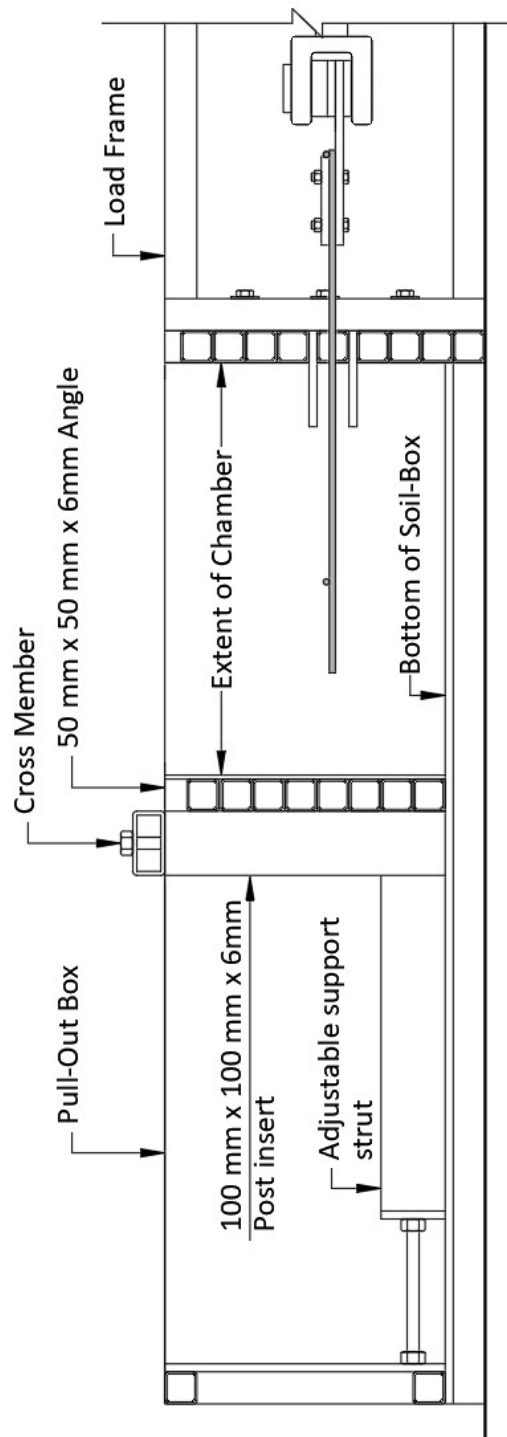 Pull-Out Box
Cross Member
50 mm x 50 mm x 6mm Angle
Load Frame
100 mm x 100 mm x 6mm
Post insert
Extent of Chamber
Adjustable support
strut
Bottom of Soil-Box